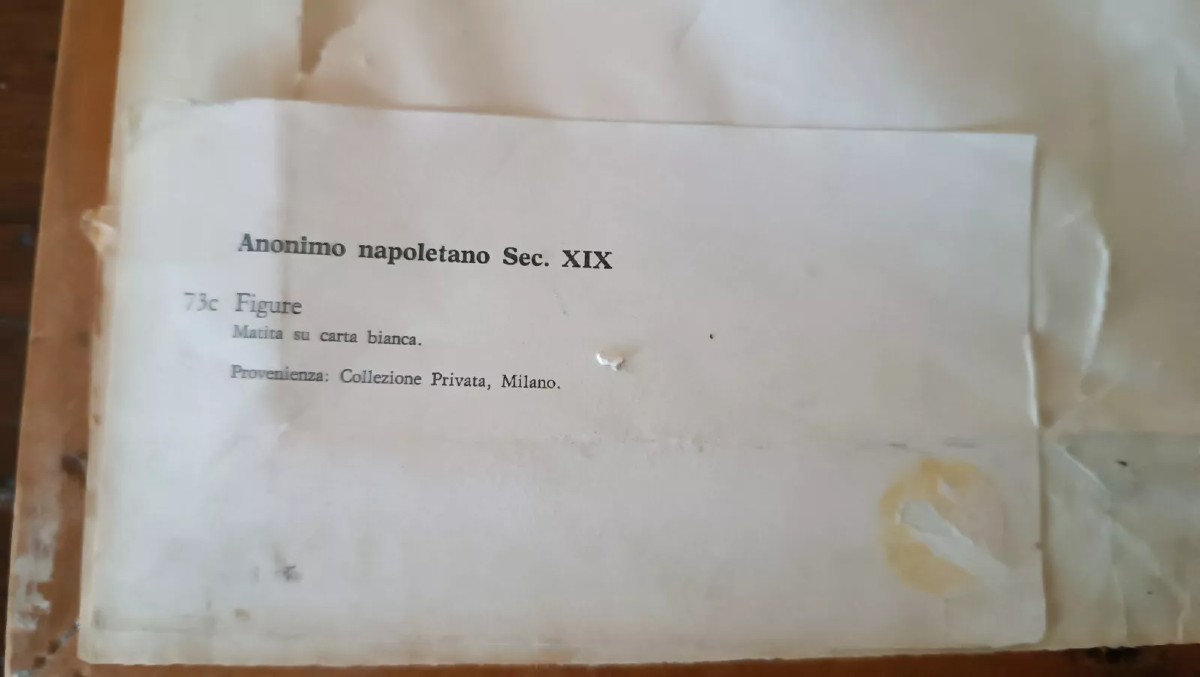 Anonimo napoletano Sec. XIX
73c Figure
Matita su carta bianca.
Provenienza: Collezione Privata, Milano.